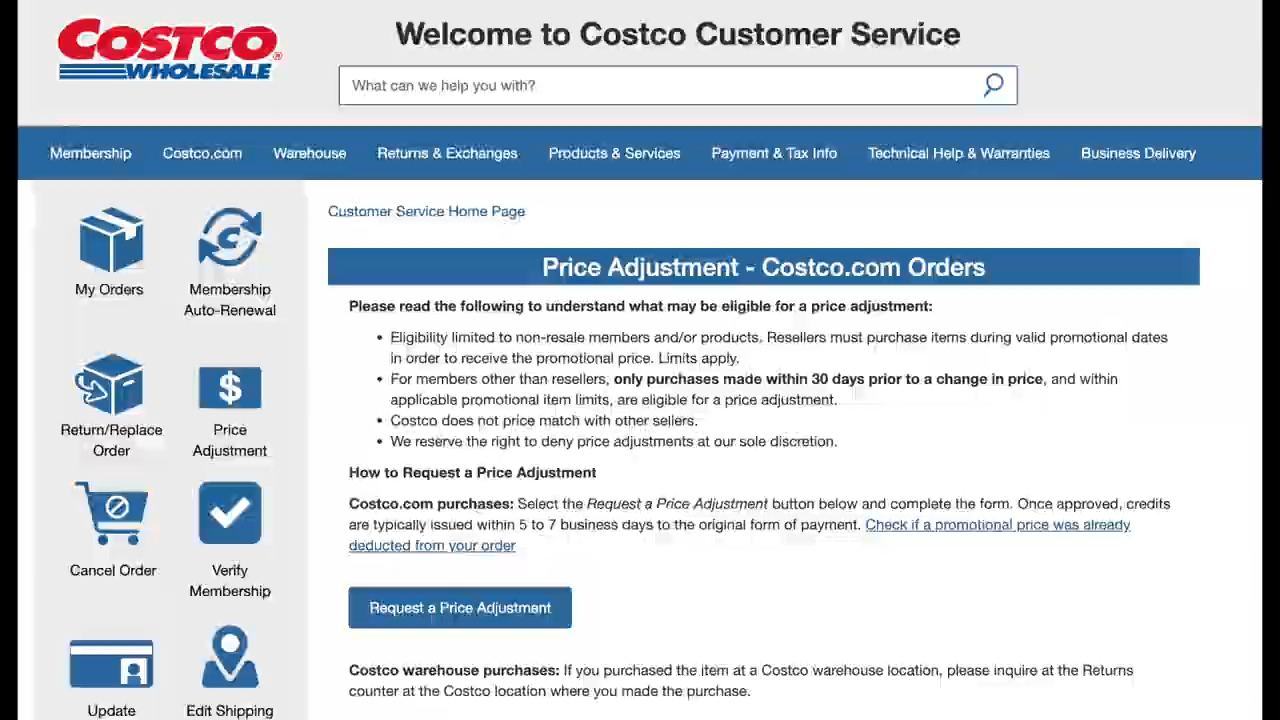 COSTCO
WHOLESALE
Welcome to Costco Customer Service
What can we help you with?
Membership Costco.com Warehouse Returns & Exchanges Products & Services Payment & Tax Info Technical Help & Warranties Business Delivery
My Orders
Membership
Auto-Renewal
Return/Replace
Order
Price
Adjustment
Cancel Order
Verify
Membership
Update
Edit Shipping
Customer Service Home Page
Price Adjustment - Costco.com Orders
Please read the following to understand what may be eligible for a price adjustment:
• Eligibility limited to non-resale members and/or products. Resellers must purchase items during valid promotional dates
in order to receive the promotional price. Limits apply.
• For members other than resellers, only purchases made within 30 days prior to a change in price, and within
applicable promotional item limits, are eligible for a price adjustment.
• Costco does not price match with other sellers.
• We reserve the right to deny price adjustments at our sole discretion.
How to Request a Price Adjustment
Costco.com purchases: Select the Request a Price Adjustment button below and complete the form. Once approved, credits
are typically issued within 5 to 7 business days to the original form of payment. Check if a promotional price was already
deducted from your order
Request a Price Adjustment
Costco warehouse purchases: If you purchased the item at a Costco warehouse location, please inquire at the Returns
counter at the Costco location where you made the purchase.